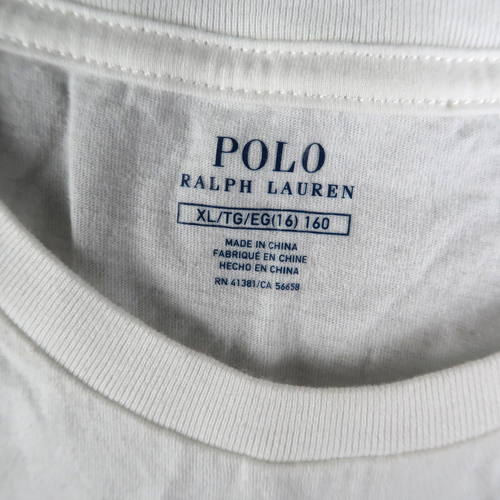 POLO
RALPH LAUREN
XL/TG/EG(16) 160
MADE IN CHINA
FABRIQUÉ EN CHINE
HECHO EN CHINA
RN 41381/CA 56658